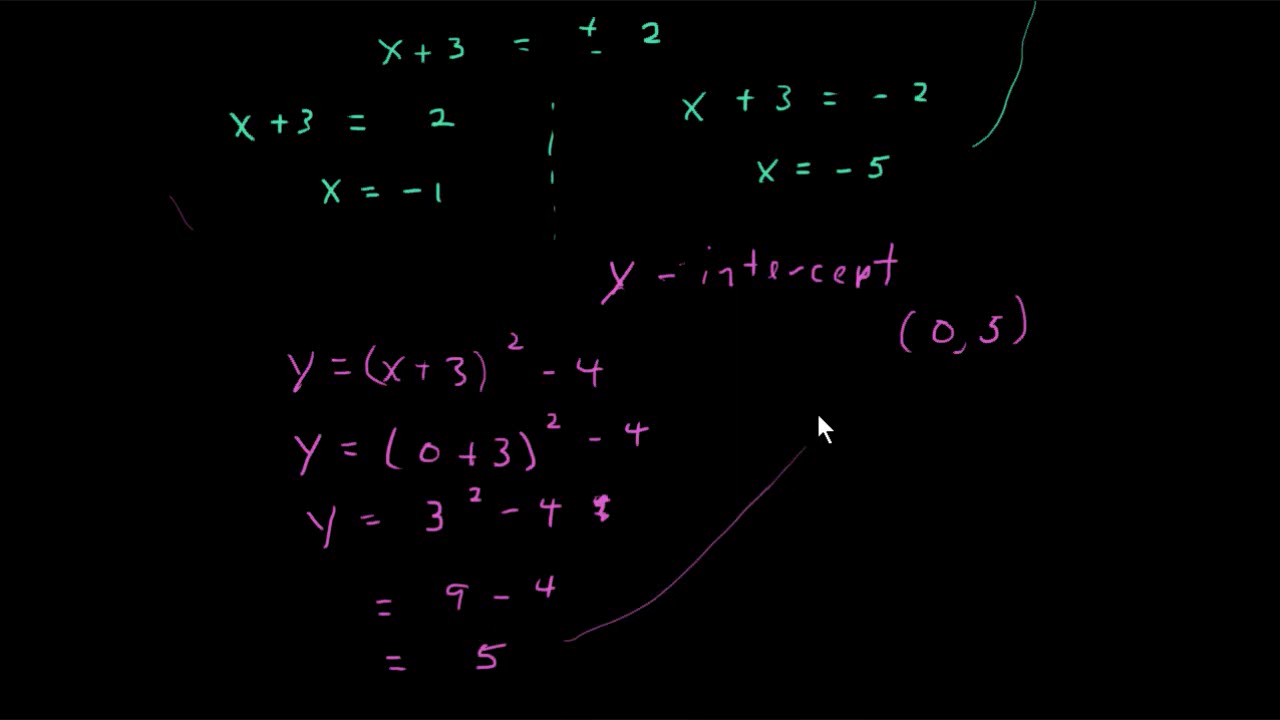 x + 3 = ± 2
x + 3 = 2
x + 3 = - 2
x = - 1
x = - 5
y - intercept
(0, 5)
y = (x + 3)² - 4
y = (0 + 3)² - 4
y = 3² - 4
= 9 - 4
= 5